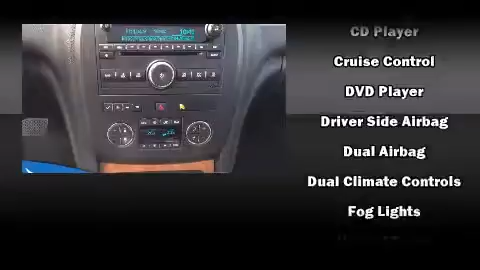 CD Player
Cruise Control
DVD Player
Driver Side Airbag
Dual Airbag
Dual Climate Controls
Fog Lights